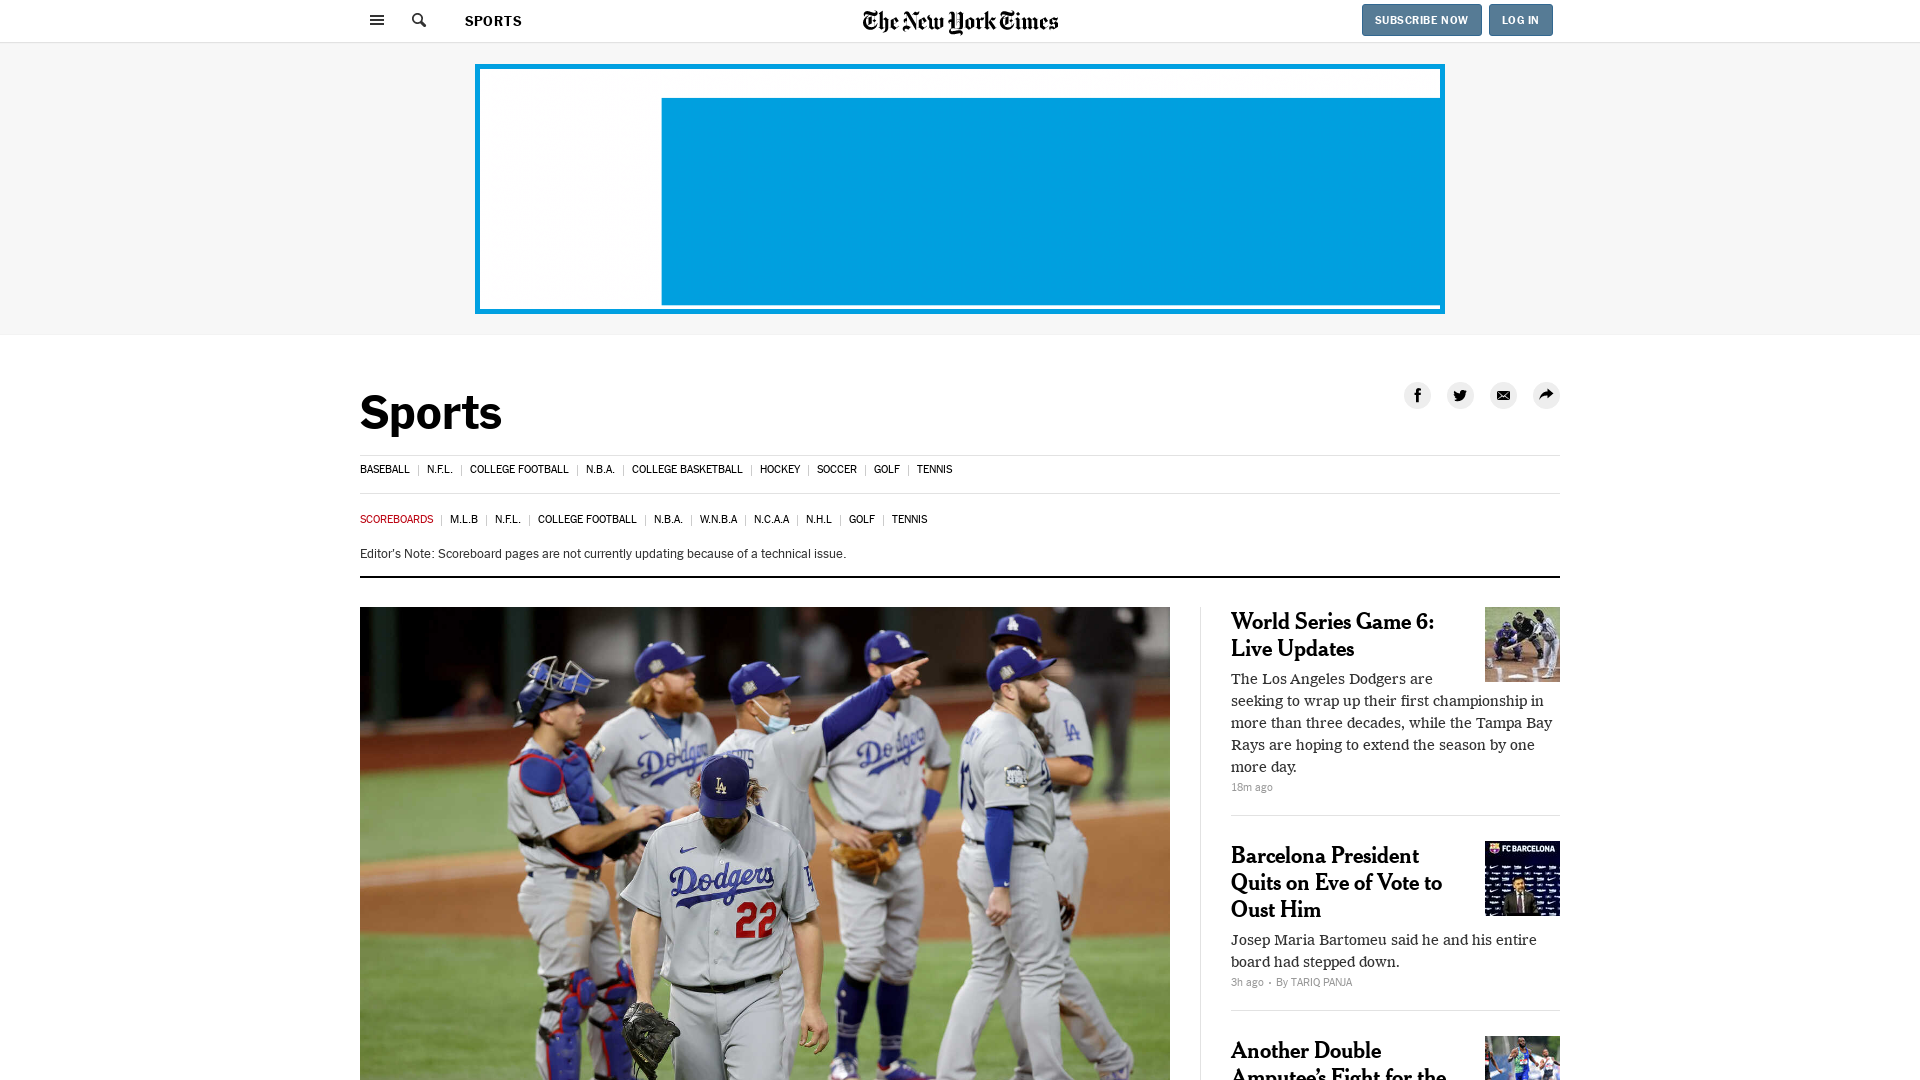 SPORTS
The New York Times
SUBSCRIBE NOW
LOG IN
Sports
BASEBALL
N.F.L.
COLLEGE FOOTBALL
N.B.A.
COLLEGE BASKETBALL
HOCKEY
SOCCER
GOLF
TENNIS
SCOREBOARDS
M.L.B
N.F.L.
COLLEGE FOOTBALL
N.B.A.
W.N.B.A
N.C.A.A
N.H.L
GOLF
TENNIS
Editor's Note: Scoreboard pages are not currently updating because of a technical issue.
Dodgers
Dodgers
LA
Dodgers
22
World Series Game 6:
Live Updates
The Los Angeles Dodgers are
seeking to wrap up their first championship in
more than three decades, while the Tampa Bay
Rays are hoping to extend the season by one
more day.
18m ago
FC BARCELONA
Barcelona President
Quits on Eve of Vote to
Oust Him
Josep Maria Bartomeu said he and his entire
board had stepped down.
3h ago • By TARIQ PANJA
Another Double
Amputee's Fight for the